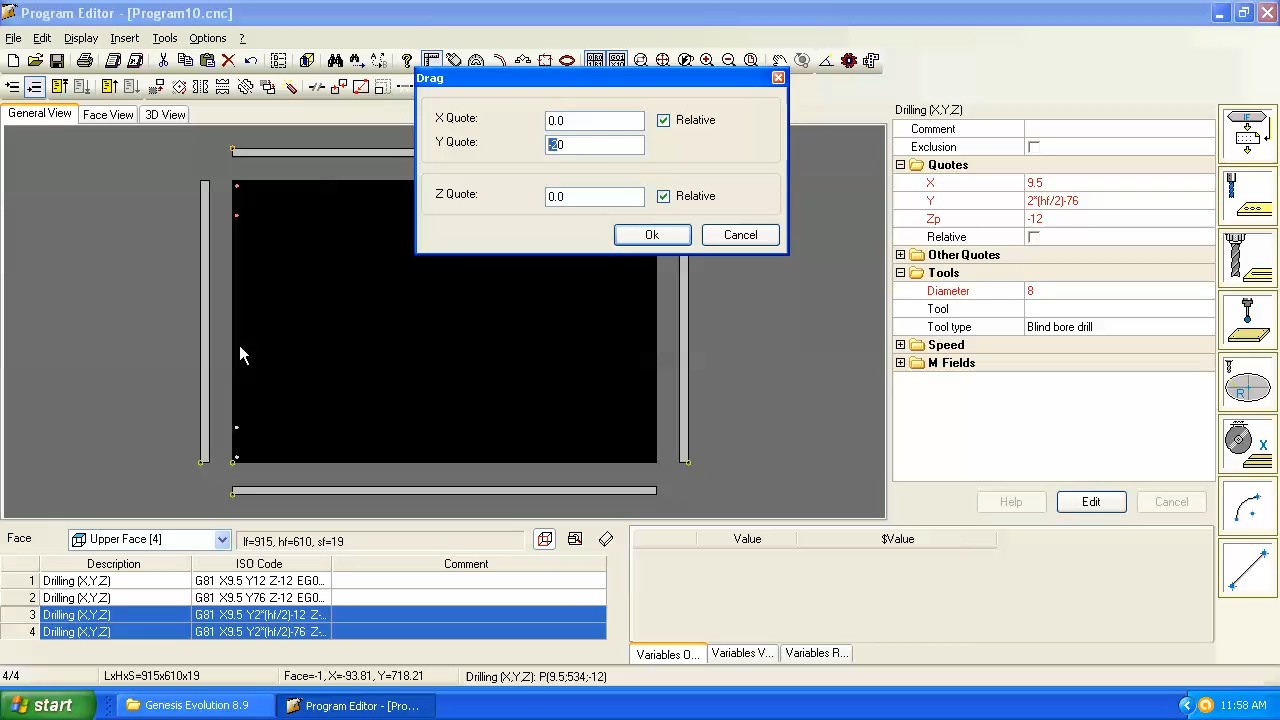 Program Editor - [Program10.cnc]
File Edit Display Insert Tools Options ?
General View Face View 3D View
Drag
X Quote: 0.0 Relative
Y Quote: -20
Z Quote: 0.0 Relative
Ok Cancel
Drilling (X,Y,Z)
Comment
Exclusion
Quotes
X 9.5
Y 2*(hf/2)-76
Zp -12
Relative
Other Quotes
Tools
Diameter 8
Tool
Tool type Blind bore drill
Speed
M Fields
Help Edit Cancel
IF
R
X
Face Upper Face [4] lf=915, hf=610, sf=19
Description ISO Code Comment
1 Drilling (X,Y,Z) G81 X9.5 Y12 Z-12 EG0...
2 Drilling (X,Y,Z) G81 X9.5 Y76 Z-12 EG0...
3 Drilling (X,Y,Z) G81 X9.5 Y2*(hf/2)-12 Z-...
4 Drilling (X,Y,Z) G81 X9.5 Y2*(hf/2)-76 Z-...
Value $Value
Variables O... Variables V... Variables R...
4/4 LxHxS=915x610x19 Face=-1, X=-93.81, Y=718.21 Drilling (X,Y,Z): P(9.5;534;-12)
start Genesis Evolution 8.9 Program Editor - [Pro... 11:58 AM